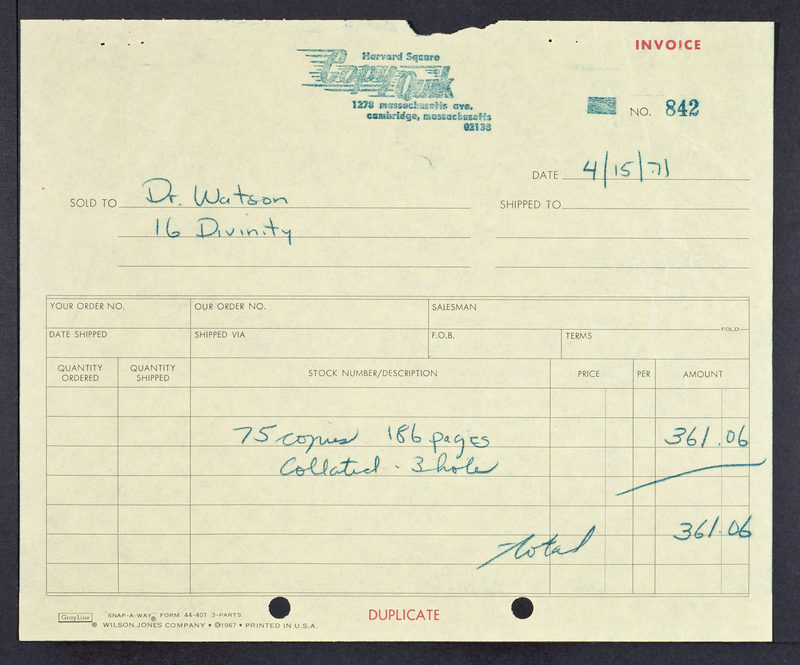 INVOICE
Harvard Square
Copy Quik
1278 massachusetts ave.
cambridge, massachusetts
02138
NO. 842
DATE 4/15/71
SOLD TO Dr. Watson
16 Divinity
SHIPPED TO
YOUR ORDER NO. OUR ORDER NO. SALESMAN
DATE SHIPPED SHIPPED VIA F.O.B. TERMS FOLD
QUANTITY ORDERED QUANTITY SHIPPED STOCK NUMBER/DESCRIPTION PRICE PER AMOUNT
75 copies 186 pages 361.06
Collated - 3 hole
Total 361.06
GrayLine "SNAP-A-WAY" FORM 44-401 3-PARTS
® WILSON JONES COMPANY • ©1967 • PRINTED IN U.S.A.
DUPLICATE